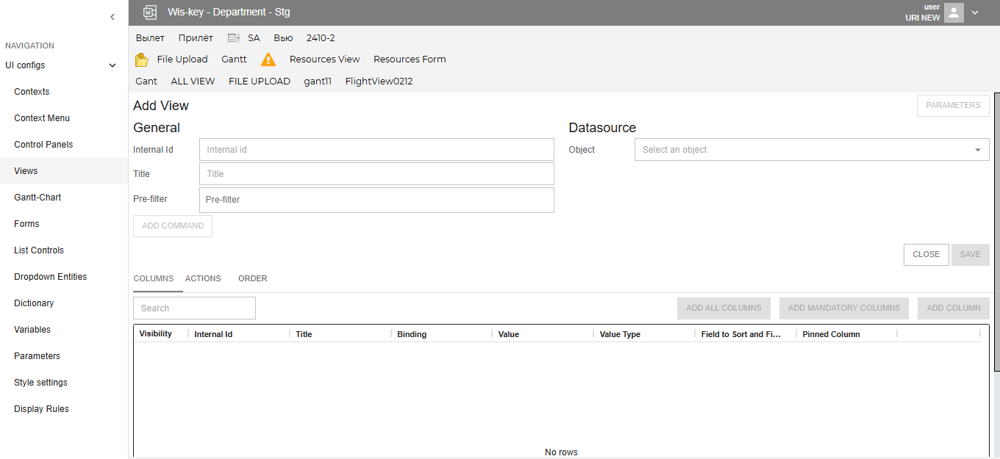 Wis-key - Department - Stg
user
URI NEW
NAVIGATION
UI configs
Contexts
Context Menu
Control Panels
Views
Gantt-Chart
Forms
List Controls
Dropdown Entities
Dictionary
Variables
Parameters
Style settings
Display Rules
Вылет Прилёт SA Вью 2410-2
File Upload Gantt Resources View Resources Form
Gant ALL VIEW FILE UPLOAD gant11 FlightView0212
Add View
PARAMETERS
General
Internal Id Internal id
Title Title
Pre-filter Pre-filter
ADD COMMAND
Datasource
Object Select an object
CLOSE SAVE
COLUMNS ACTIONS ORDER
Search ADD ALL COLUMNS ADD MANDATORY COLUMNS ADD COLUMN
Visibility Internal Id Title Binding Value Value Type Field to Sort and Fi... Pinned Column
No rows